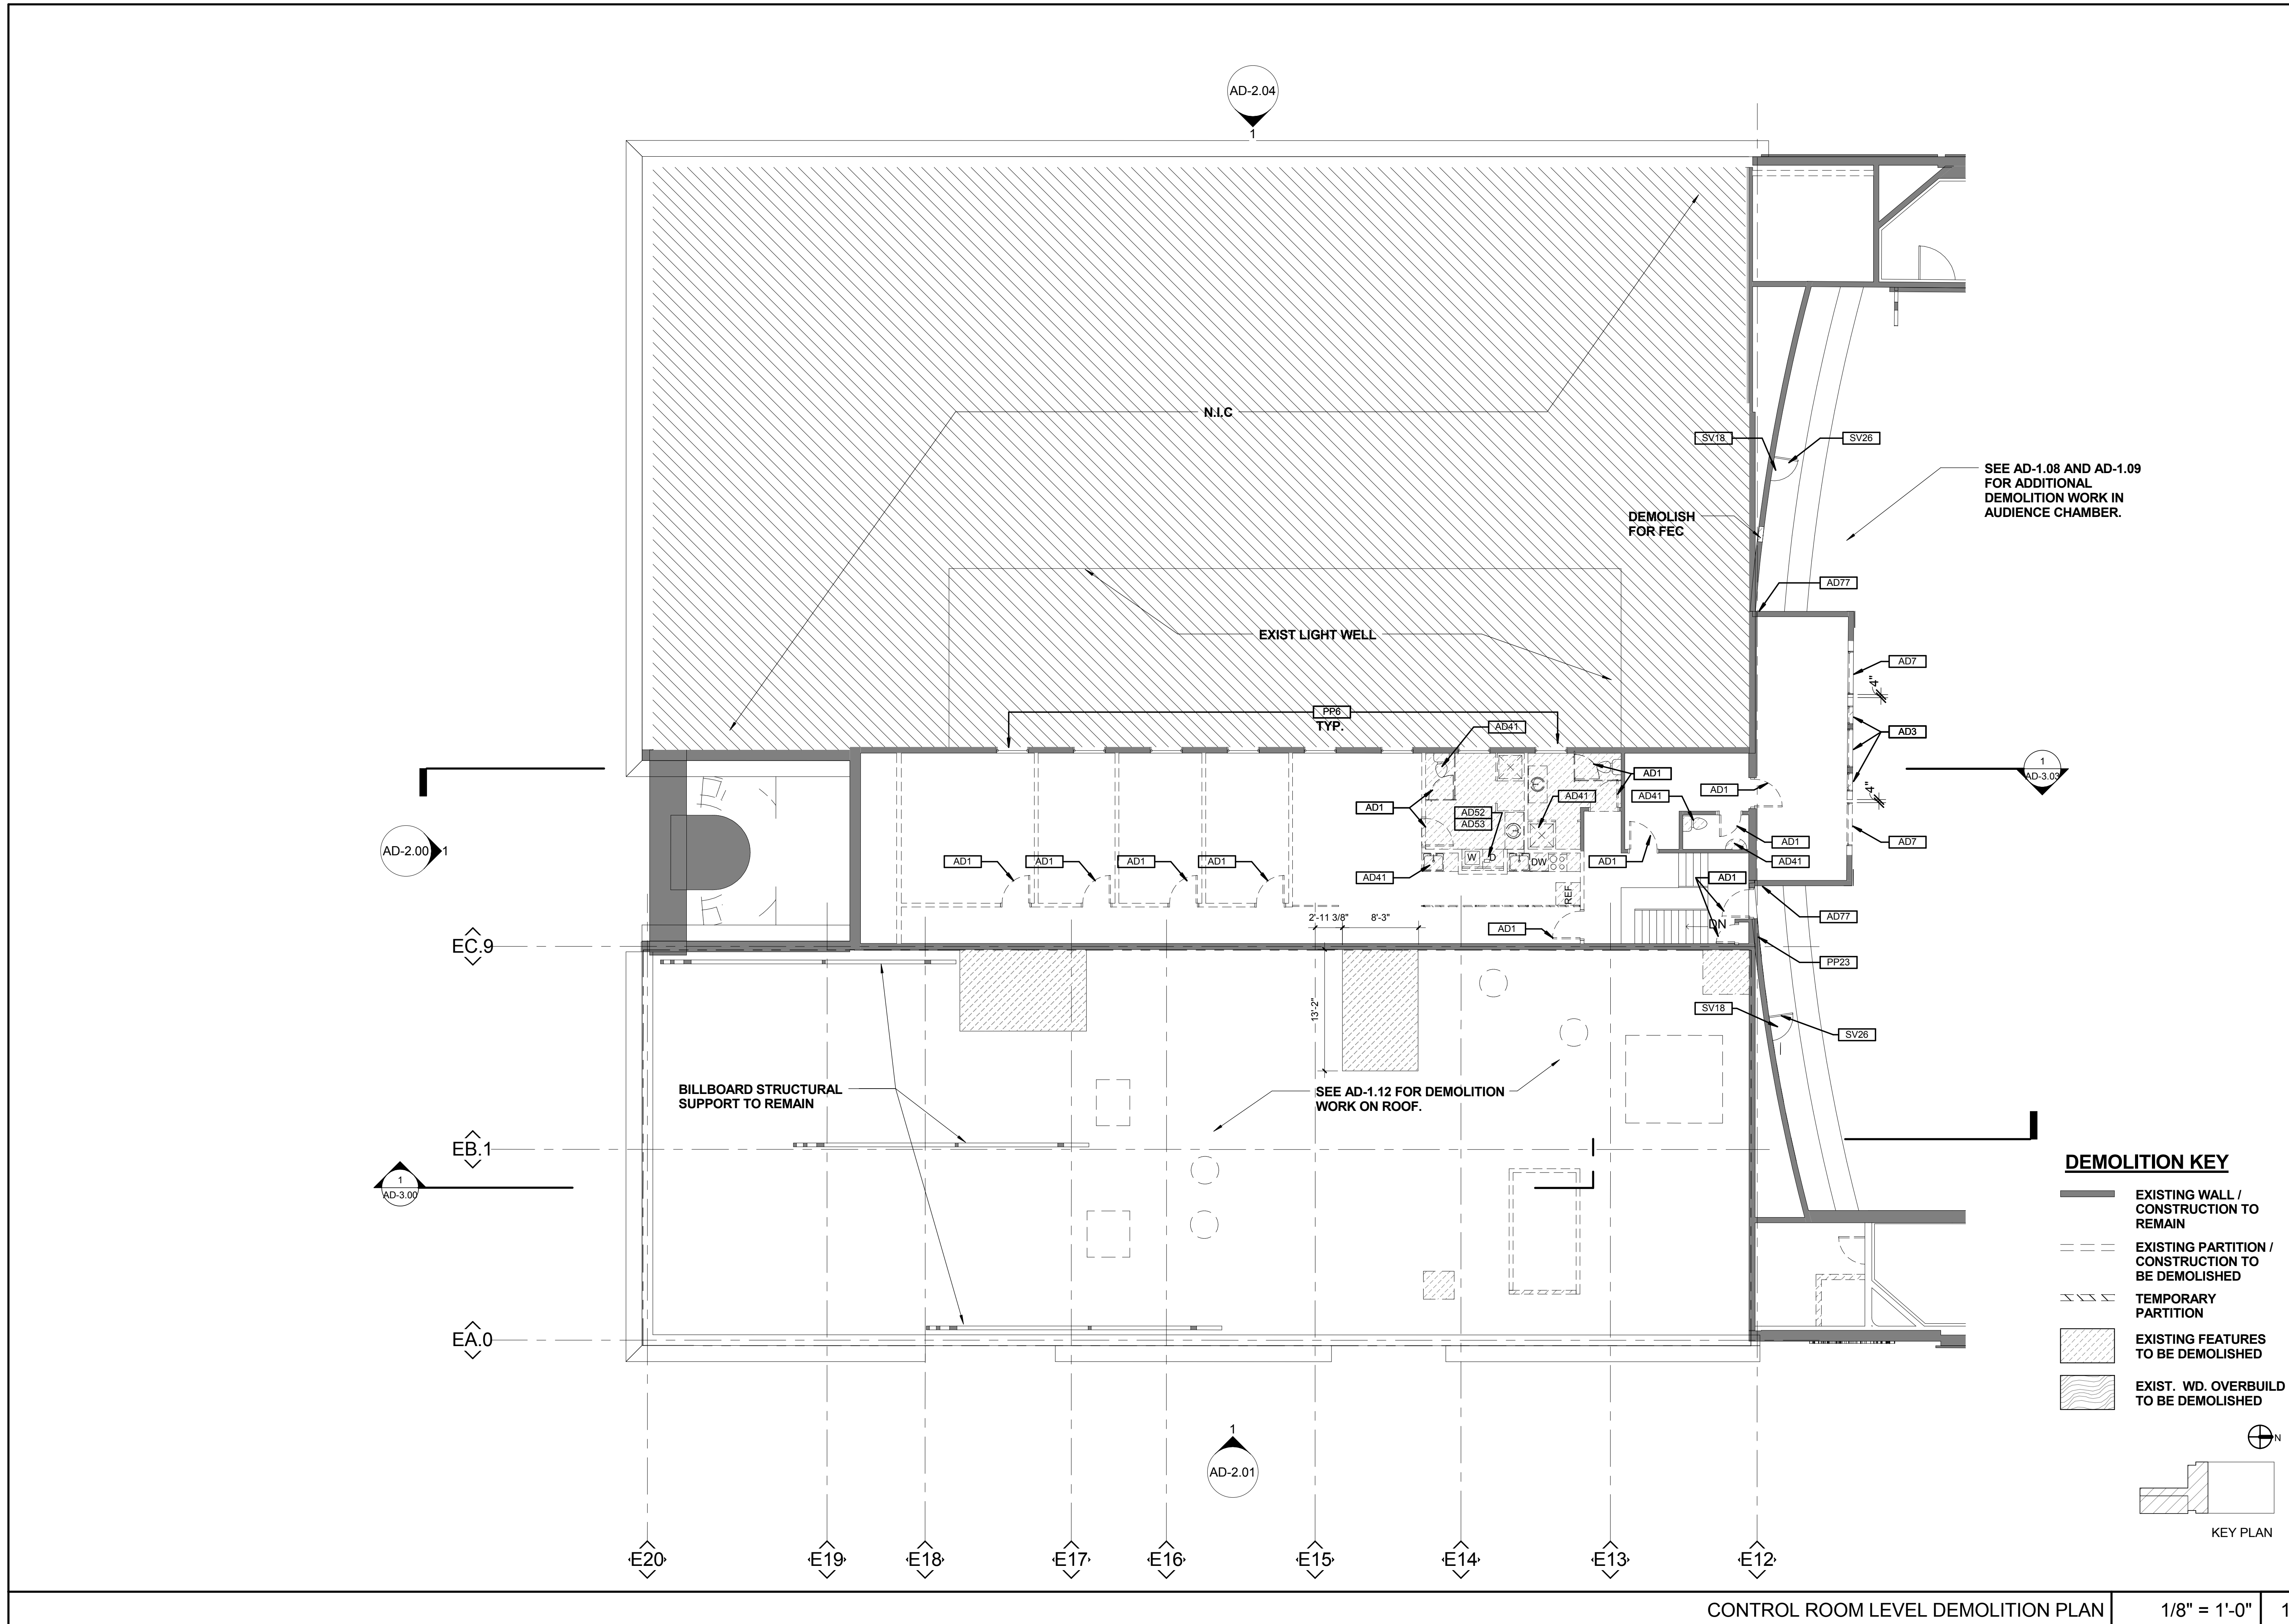 AD-2.04
1
N.I.C
SV18
SV26
SEE AD-1.08 AND AD-1.09
FOR ADDITIONAL
DEMOLITION WORK IN
AUDIENCE CHAMBER.
DEMOLISH
FOR FEC
AD77
EXIST LIGHT WELL
AD7
4"
PP6
TYP.
AD41
AD3
1
AD-3.03
AD1
AD1
AD41
AD41
4"
AD1
AD52
AD53
AD1
AD7
AD-2.00
1
AD1
AD1
AD1
AD1
W
D
DW
AD1
AD41
AD41
AD1
REF.
2'-11 3/8"
8'-3"
AD77
DN
AD1
EC.9
PP23
13'-2"
SV18
SV26
BILLBOARD STRUCTURAL
SUPPORT TO REMAIN
SEE AD-1.12 FOR DEMOLITION
WORK ON ROOF.
EB.1
1
AD-3.00
EA.0
DEMOLITION KEY
EXISTING WALL /
CONSTRUCTION TO
REMAIN
EXISTING PARTITION /
CONSTRUCTION TO
BE DEMOLISHED
TEMPORARY
PARTITION
EXISTING FEATURES
TO BE DEMOLISHED
EXIST. WD. OVERBUILD
TO BE DEMOLISHED
N
KEY PLAN
1
AD-2.01
E20
E19
E18
E17
E16
E15
E14
E13
E12
CONTROL ROOM LEVEL DEMOLITION PLAN
1/8" = 1'-0"
1